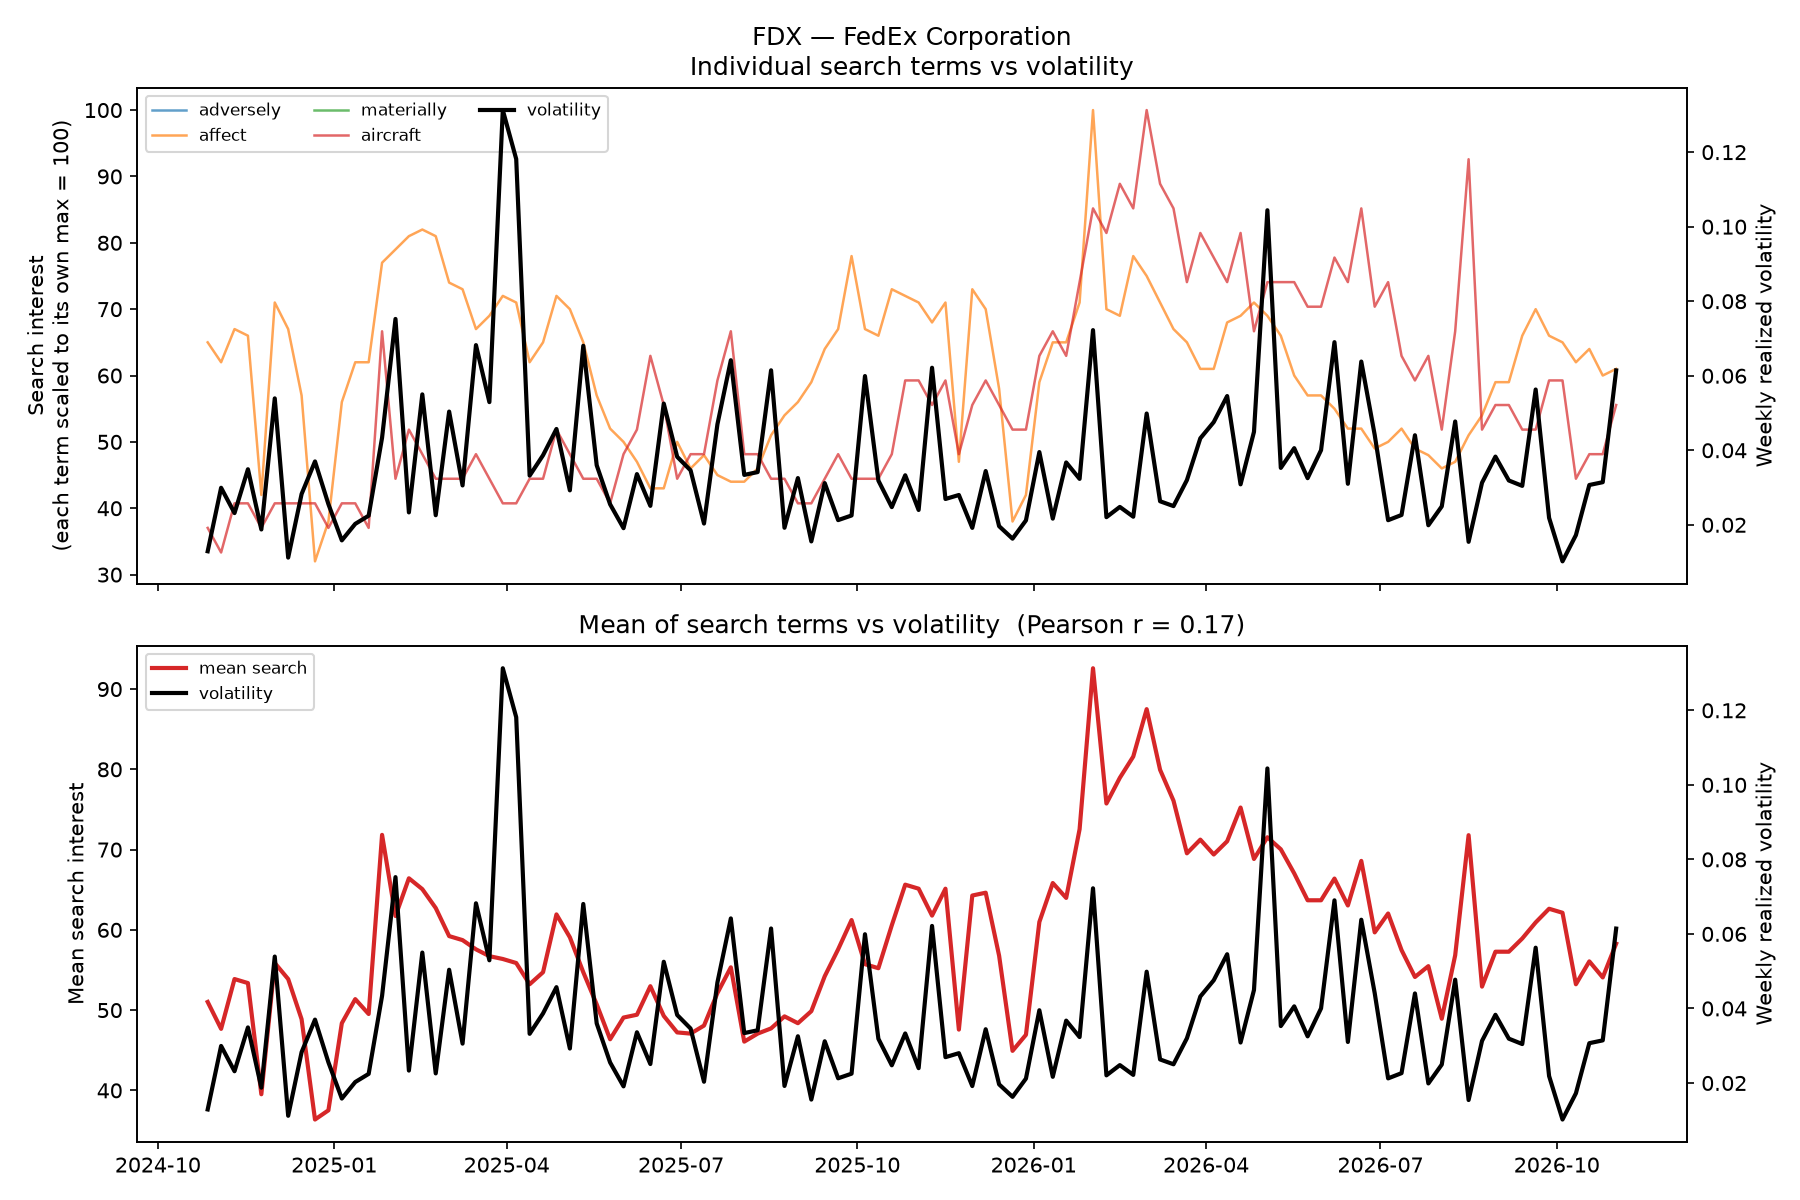 FDX — FedEx Corporation
Individual search terms vs volatility
adversely
affect
materially
aircraft
volatility
Search interest
(each term scaled to its own max = 100)
100
90
80
70
60
50
40
30
0.12
0.10
0.08
0.06
0.04
0.02
Weekly realized volatility
Mean of search terms vs volatility (Pearson r = 0.17)
mean search
volatility
Mean search interest
90
80
70
60
50
40
0.12
0.10
0.08
0.06
0.04
0.02
Weekly realized volatility
2024-10
2025-01
2025-04
2025-07
2025-10
2026-01
2026-04
2026-07
2026-10